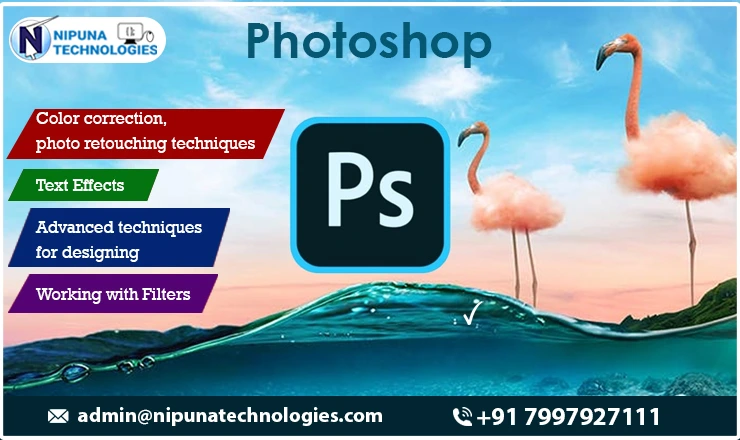 NIPUNA
TECHNOLOGIES
Photoshop
Color correction,
photo retouching techniques
Text Effects
Advanced techniques
for designing
Working with Filters
Ps
admin@nipunatechnologies.com
+91 7997927111